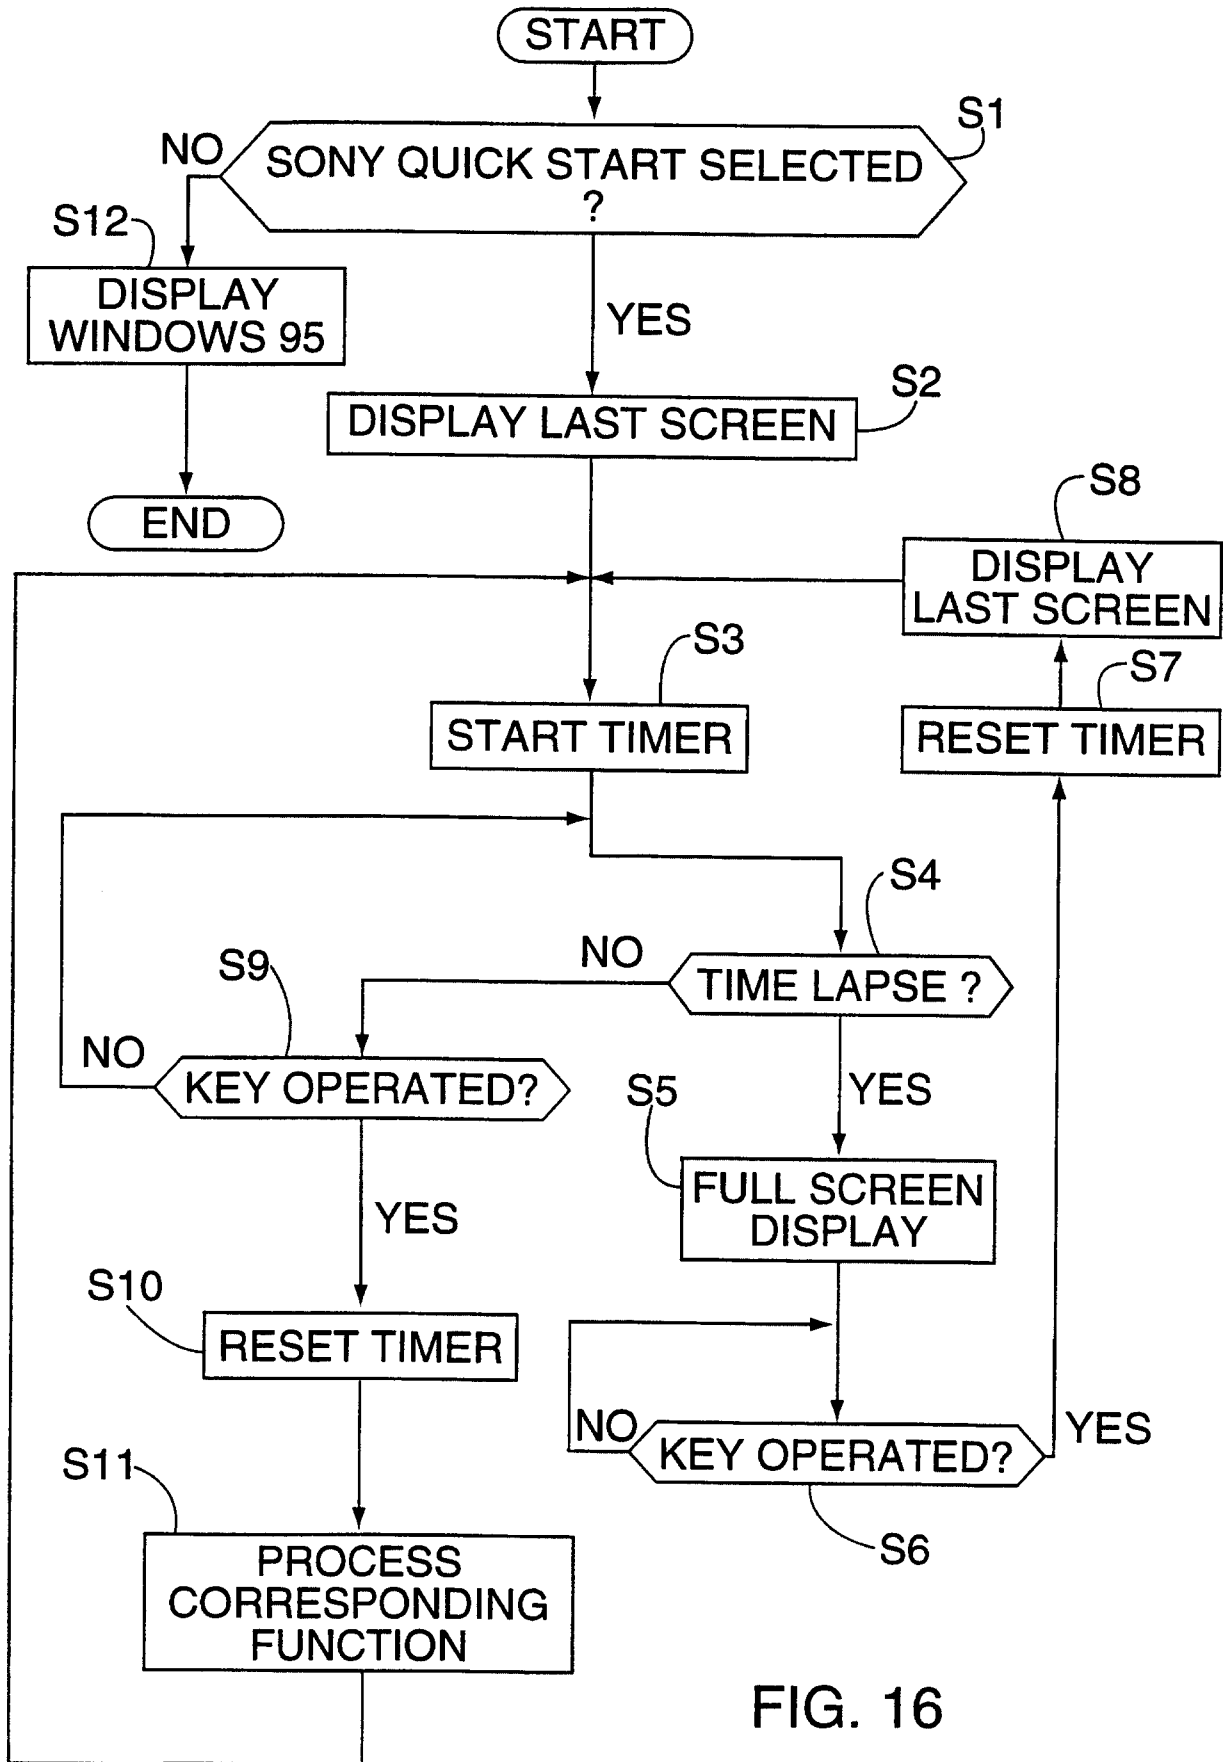 START
S1
NO
SONY QUICK START SELECTED
?
S12
DISPLAY
WINDOWS 95
YES
S2
DISPLAY LAST SCREEN
END
S8
DISPLAY
LAST SCREEN
S3
S7
START TIMER
RESET TIMER
S4
NO
TIME LAPSE ?
S9
NO
KEY OPERATED?
YES
S5
FULL SCREEN
DISPLAY
YES
S10
RESET TIMER
NO
KEY OPERATED?
YES
S6
S11
PROCESS
CORRESPONDING
FUNCTION
FIG. 16